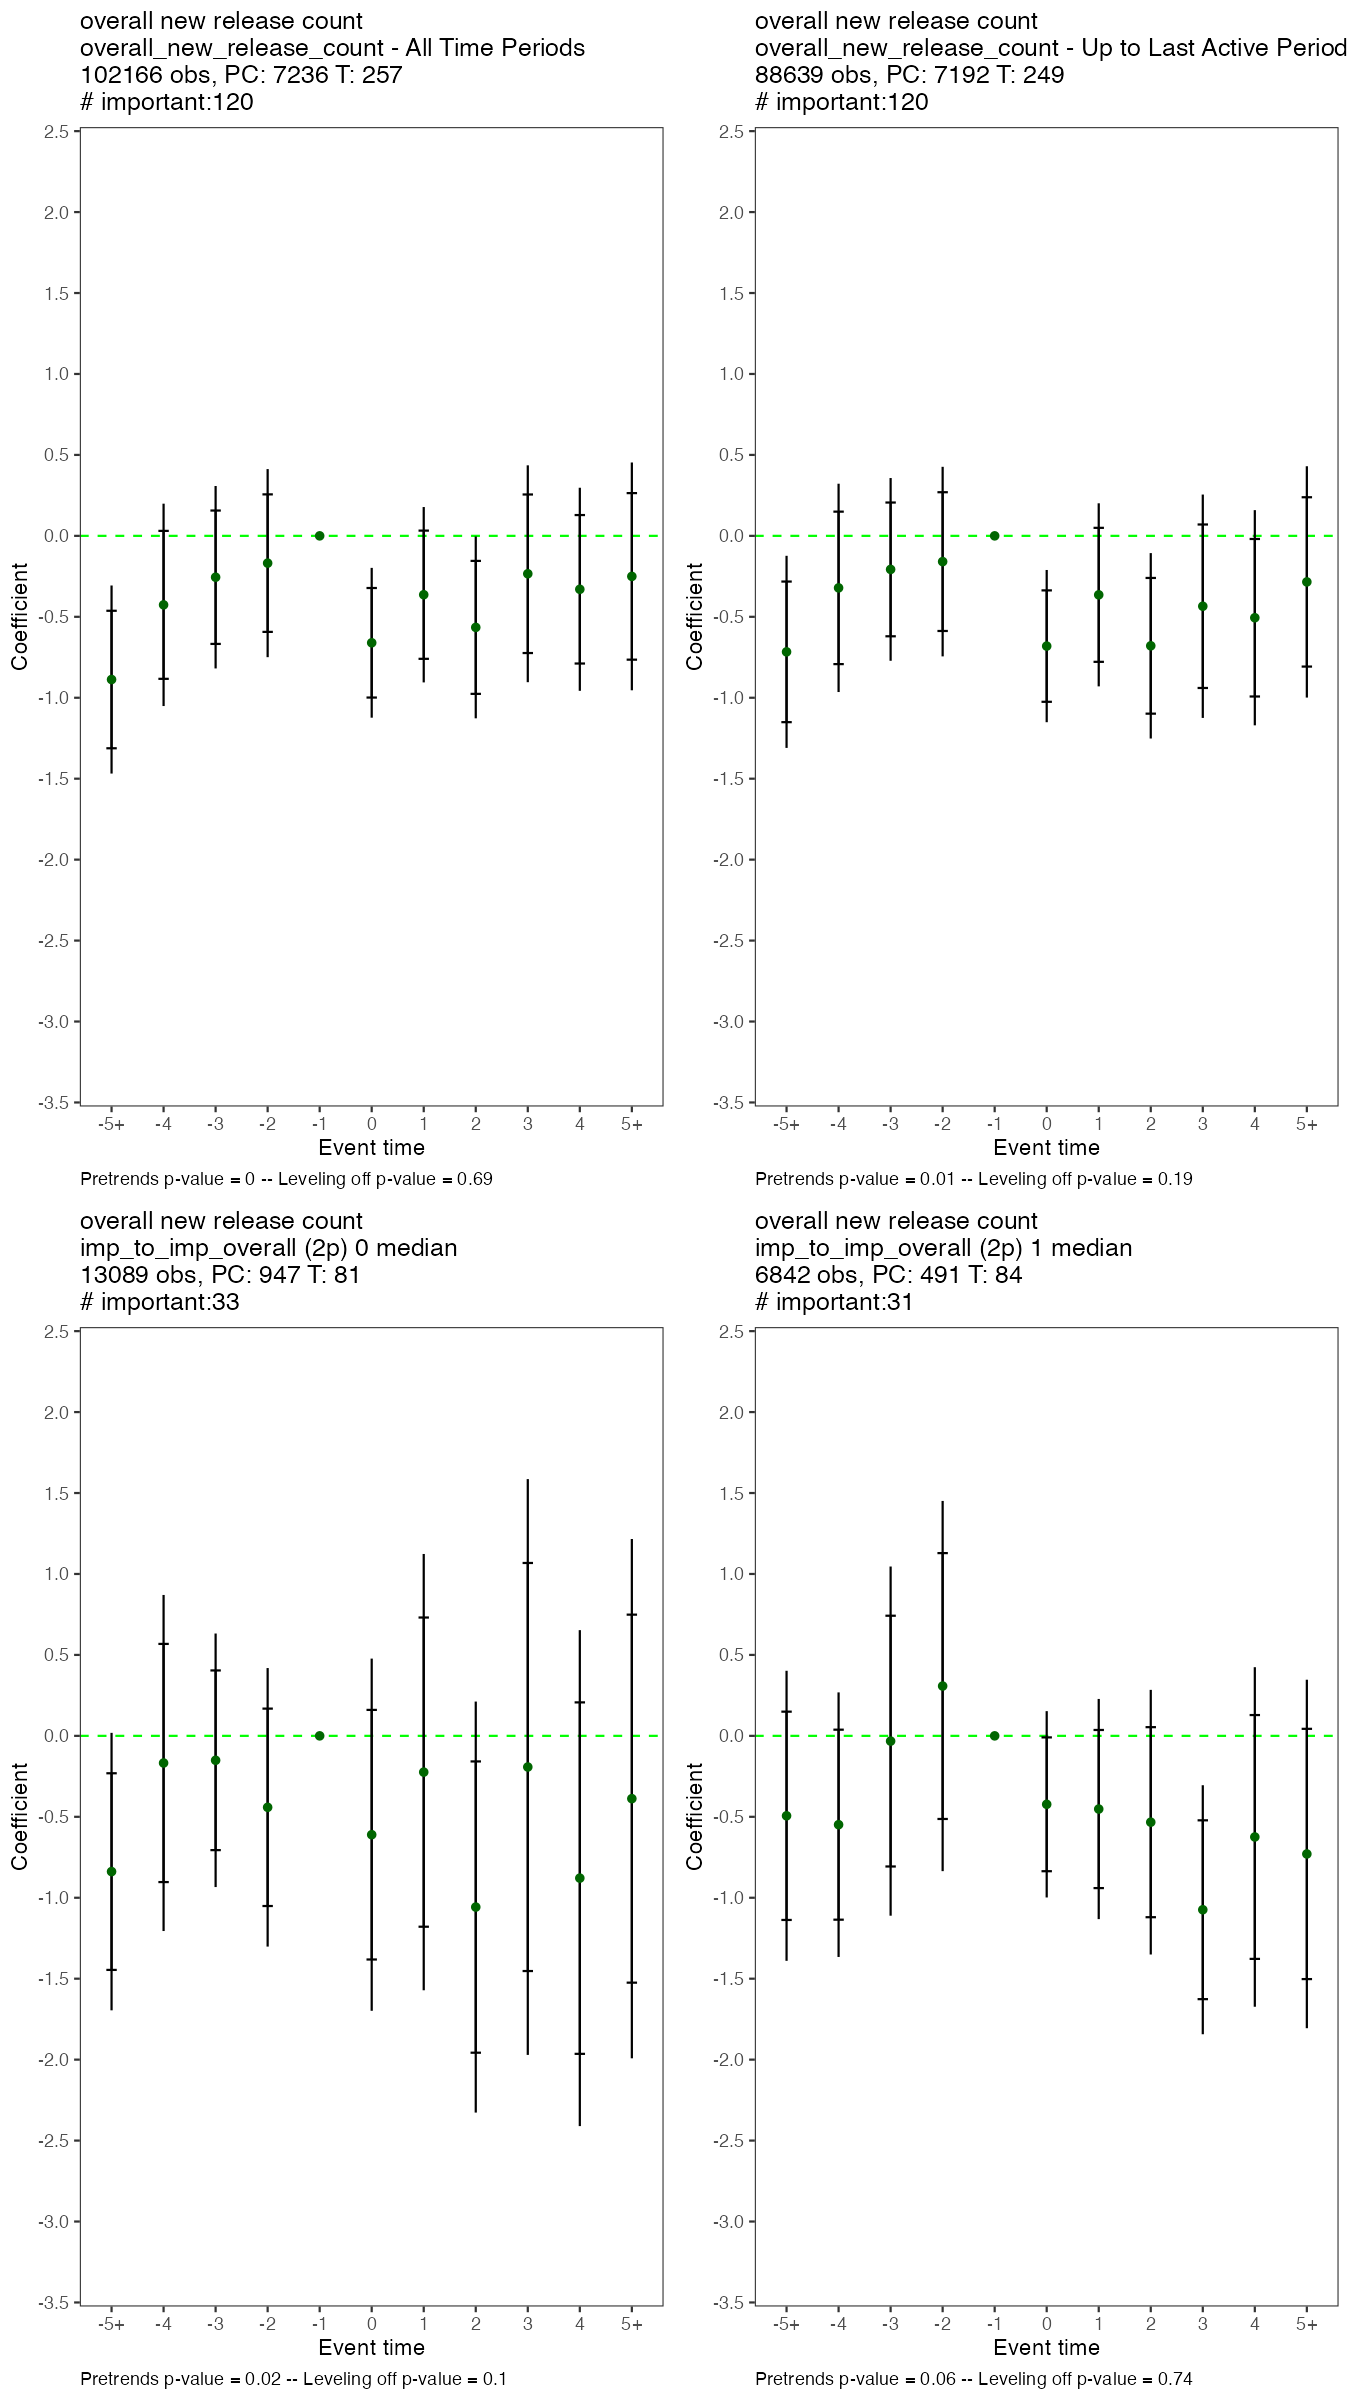 overall new release count
overall_new_release_count - All Time Periods
102166 obs, PC: 7236 T: 257
# important:120
2.5
2.0
1.5
1.0
0.5
0.0
-0.5
-1.0
-1.5
-2.0
-2.5
-3.0
-3.5
Coefficient
-5+ -4 -3 -2 -1 0 1 2 3 4 5+
Event time
Pretrends p-value = 0 -- Leveling off p-value = 0.69
overall new release count
overall_new_release_count - Up to Last Active Period
88639 obs, PC: 7192 T: 249
# important:120
2.5
2.0
1.5
1.0
0.5
0.0
-0.5
-1.0
-1.5
-2.0
-2.5
-3.0
-3.5
Coefficient
-5+ -4 -3 -2 -1 0 1 2 3 4 5+
Event time
Pretrends p-value = 0.01 -- Leveling off p-value = 0.19
overall new release count
imp_to_imp_overall (2p) 0 median
13089 obs, PC: 947 T: 81
# important:33
2.5
2.0
1.5
1.0
0.5
0.0
-0.5
-1.0
-1.5
-2.0
-2.5
-3.0
-3.5
Coefficient
-5+ -4 -3 -2 -1 0 1 2 3 4 5+
Event time
Pretrends p-value = 0.02 -- Leveling off p-value = 0.1
overall new release count
imp_to_imp_overall (2p) 1 median
6842 obs, PC: 491 T: 84
# important:31
2.5
2.0
1.5
1.0
0.5
0.0
-0.5
-1.0
-1.5
-2.0
-2.5
-3.0
-3.5
Coefficient
-5+ -4 -3 -2 -1 0 1 2 3 4 5+
Event time
Pretrends p-value = 0.06 -- Leveling off p-value = 0.74